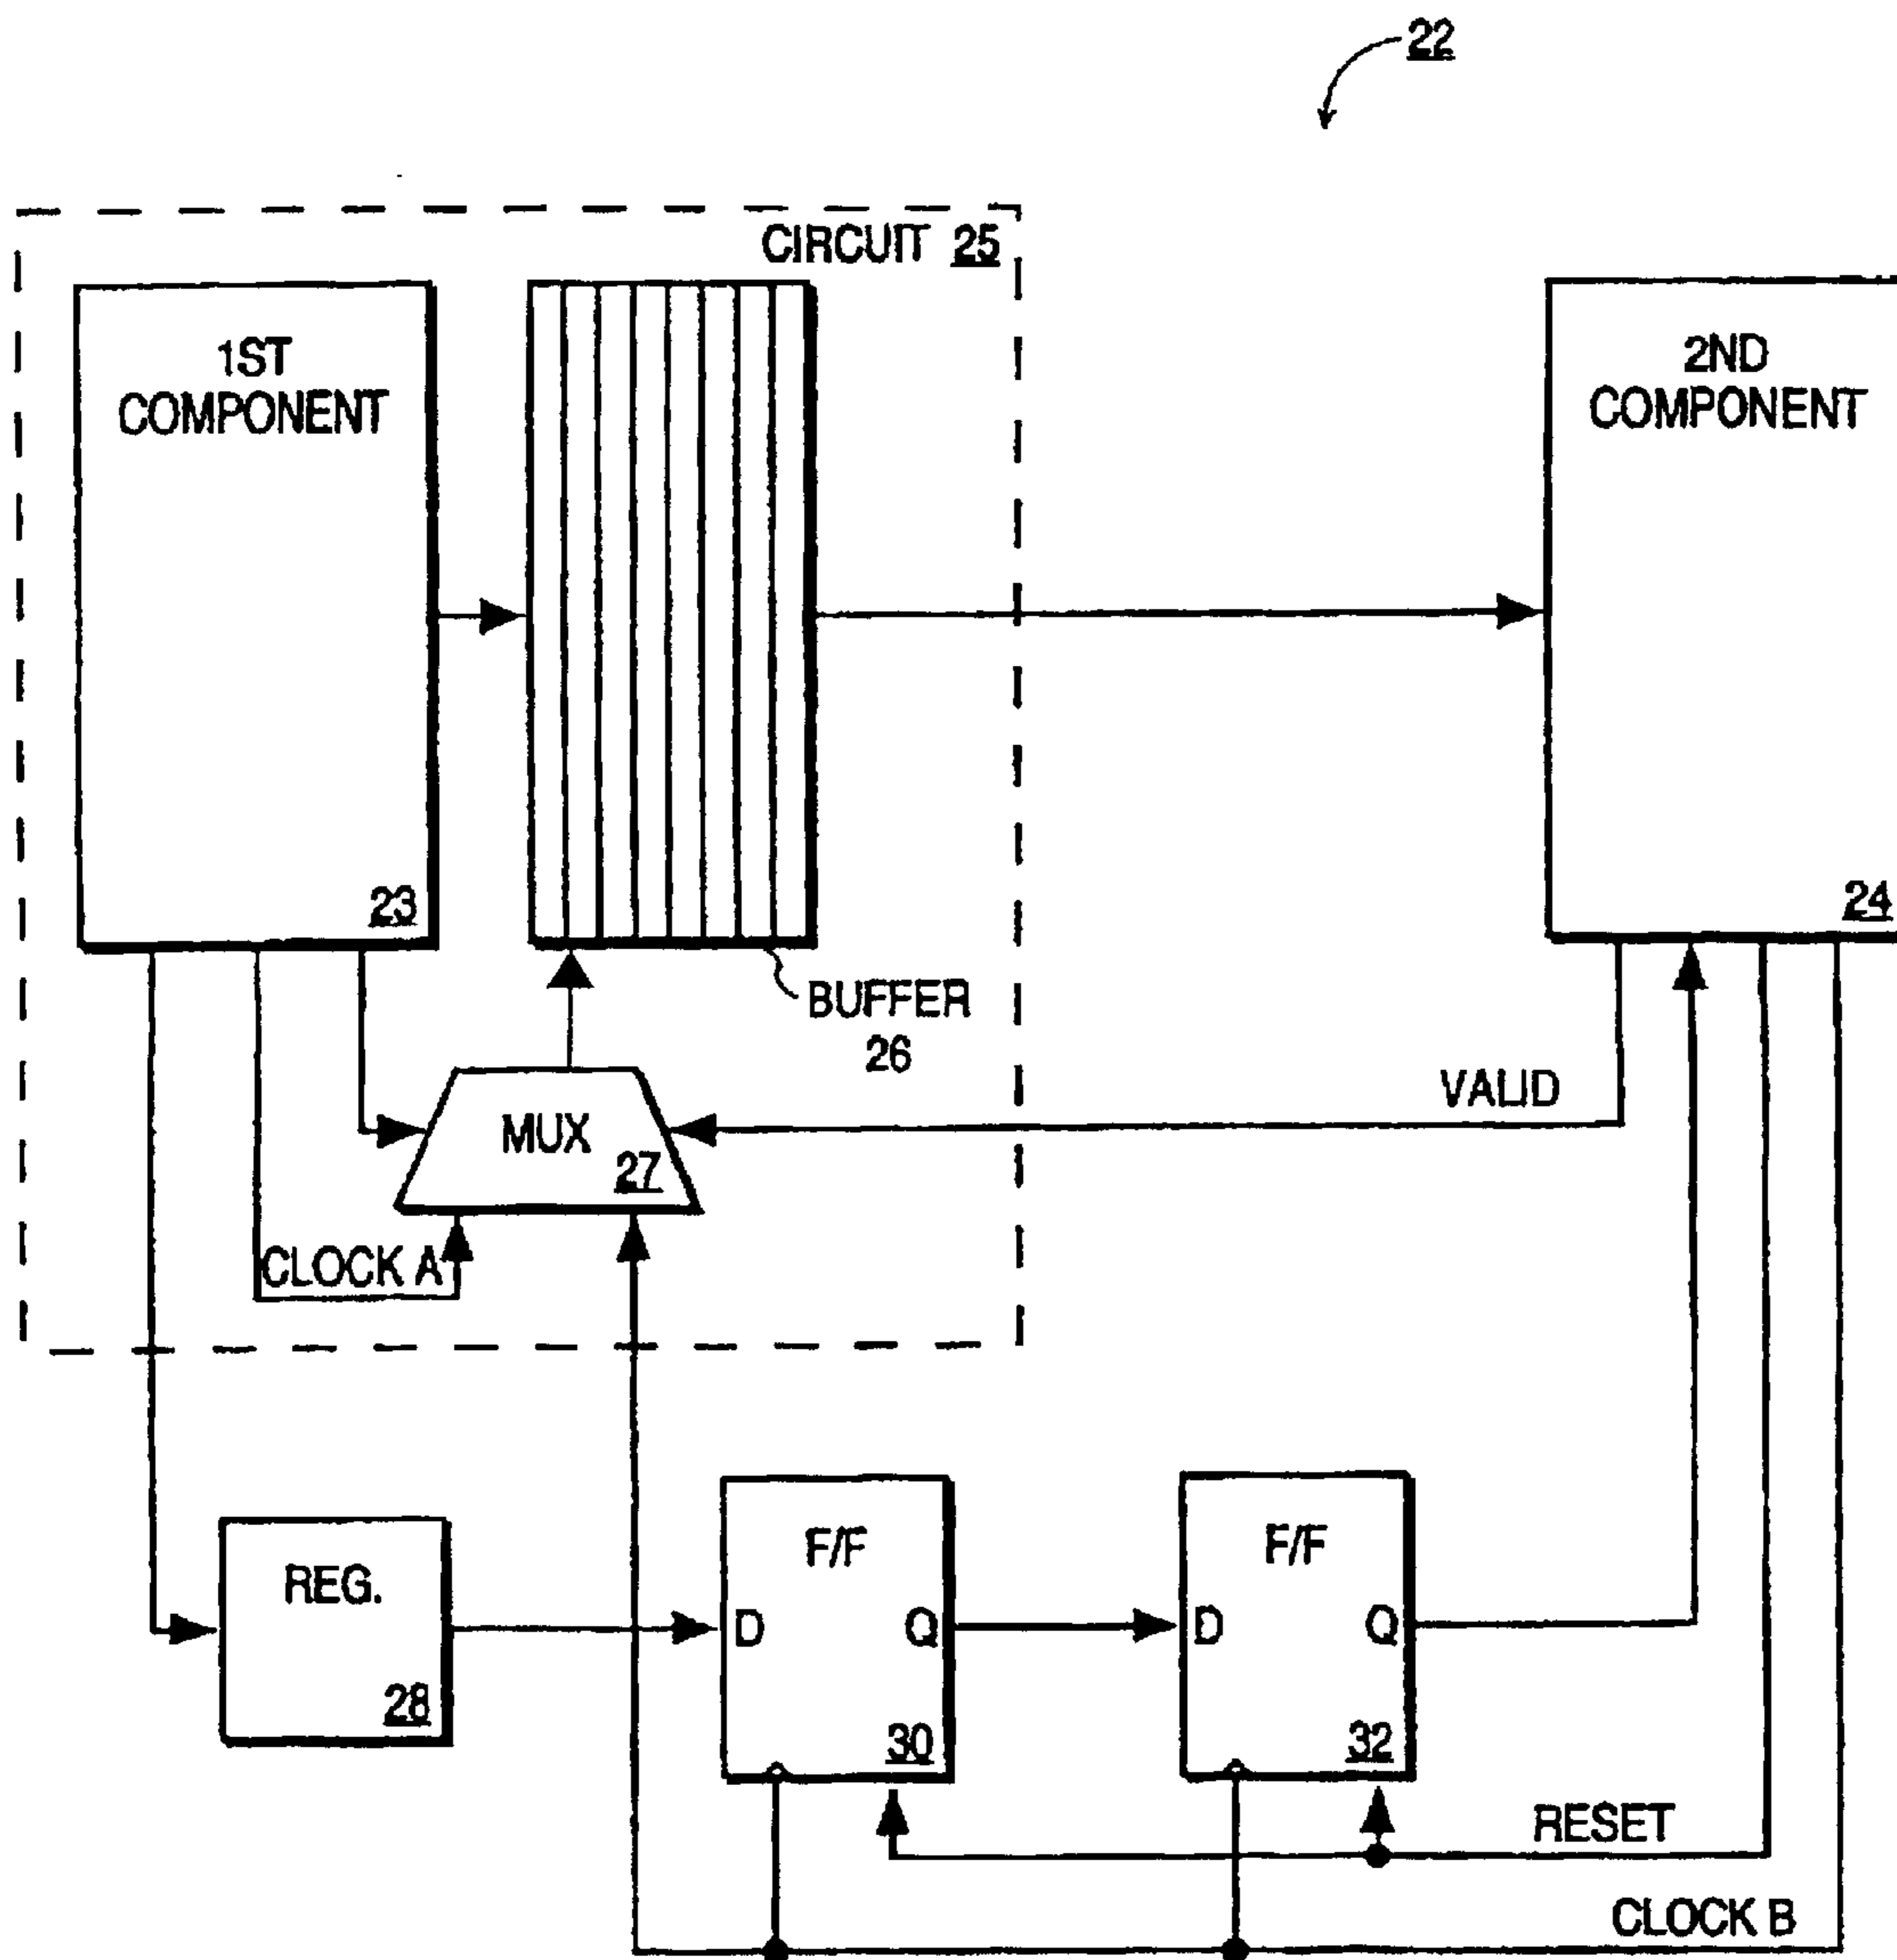 22
CIRCUIT 25
1ST
COMPONENT
23
2ND
COMPONENT
24
BUFFER
26
VALID
MUX
27
CLOCK A
REG.
28
F/F
D
Q
30
F/F
D
Q
32
RESET
CLOCK B